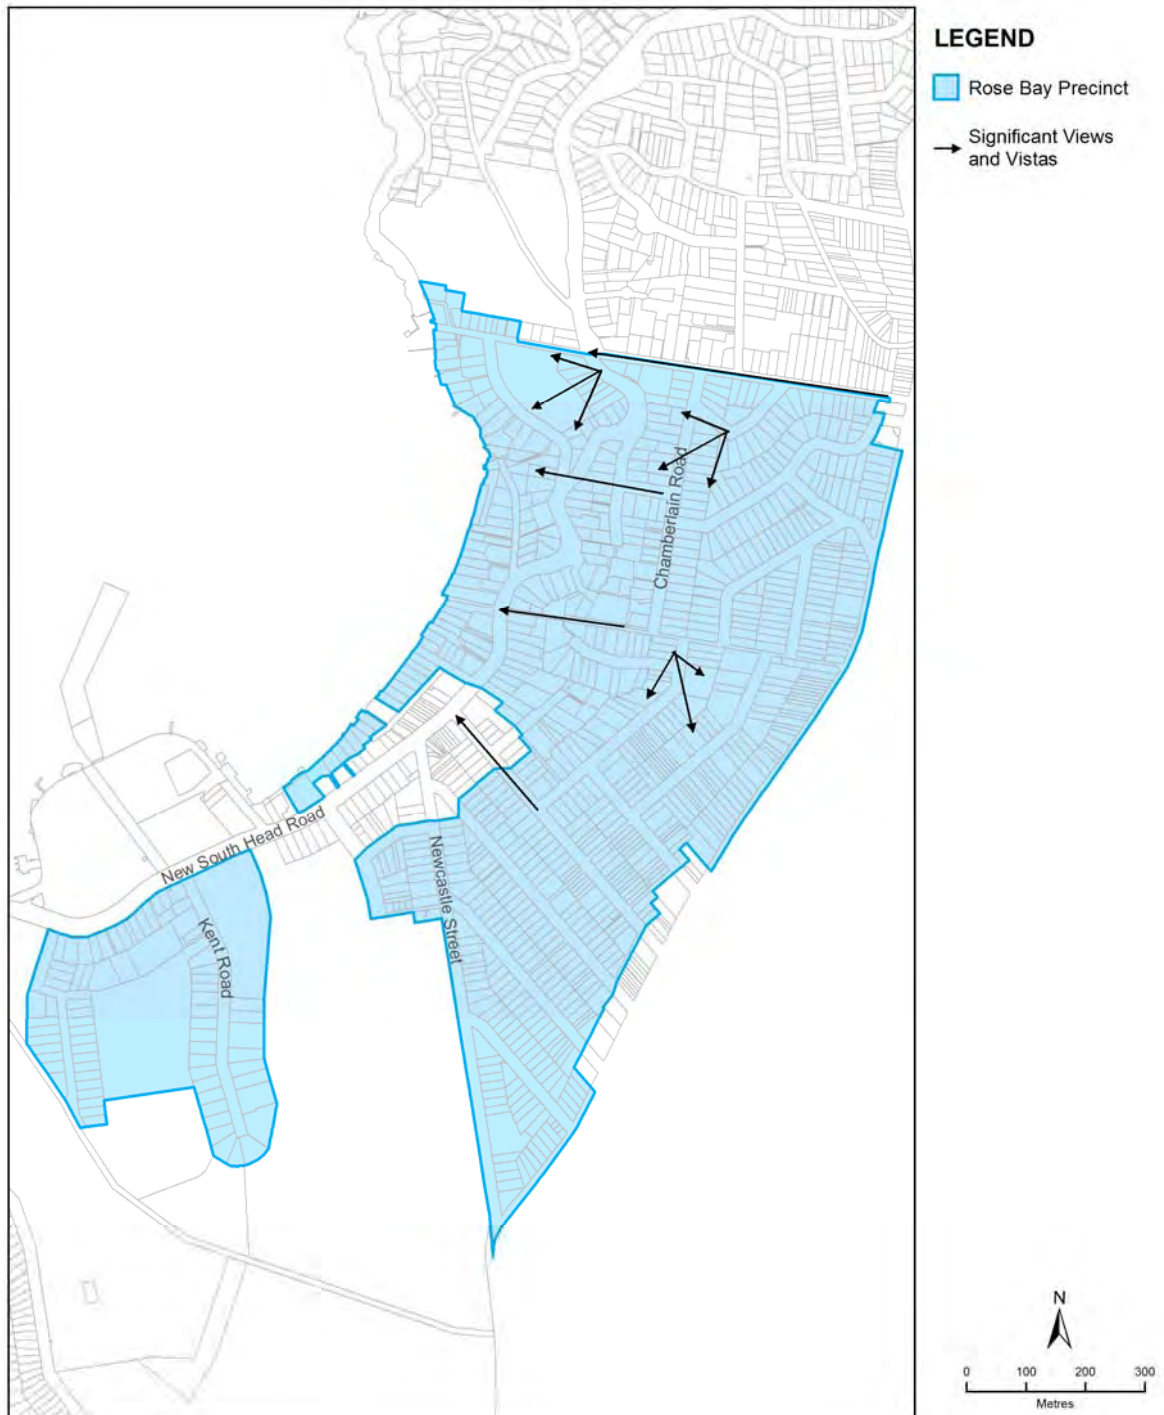 LEGEND
Rose Bay Precinct
Significant Views
and Vistas
Chamberlain Road
New South Head Road
Newcastle Street
Kent Road
N
0 100 200 300
Metres